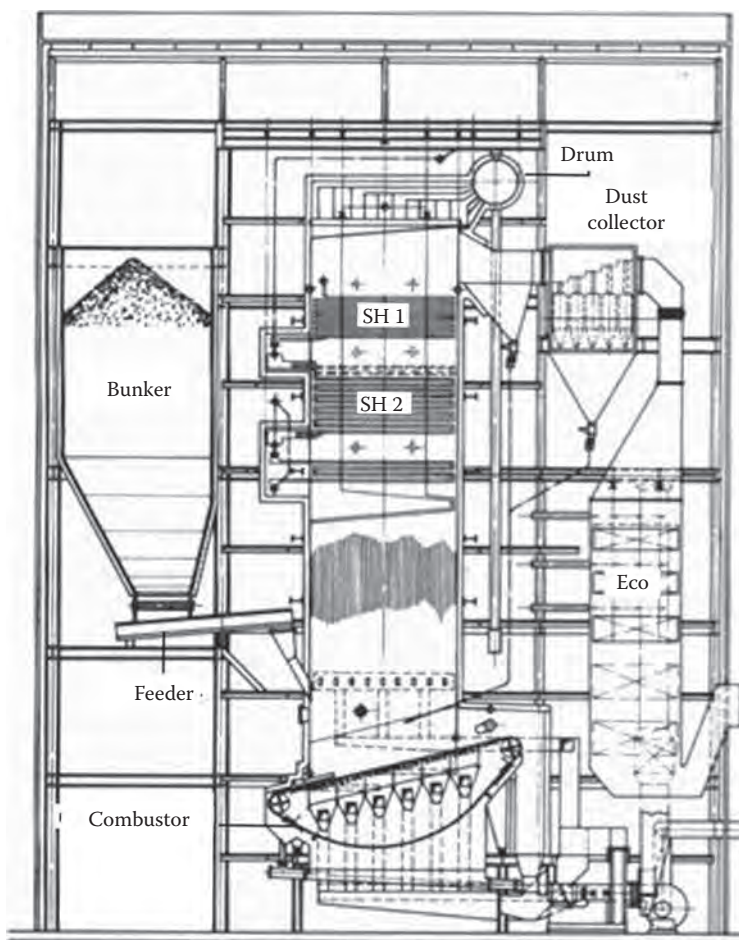 Drum
Dust
collector
SH 1
Bunker
SH 2
Eco
Feeder
Combustor